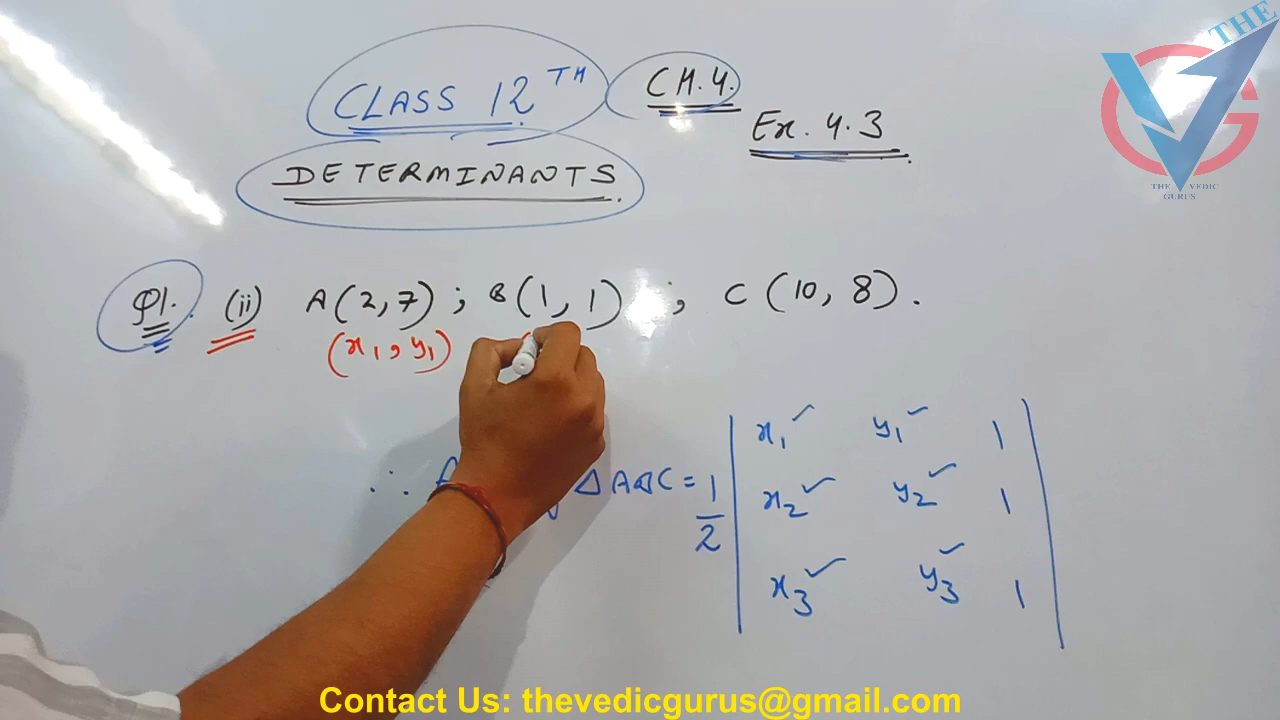 CLASS 12TH CH.4.
Ex. 4.3
DETERMINANTS
THE
V
THE VEDIC
GURUS
Q1. (ii) A(2,7) ; B(1,1) ; C(10,8).
(x1, y1) (
∴ △ABC = 1/2 | x1 ✓ y1 ✓ 1 |
| x2 ✓ y2 ✓ 1 |
| x3 ✓ y3 ✓ 1 |
Contact Us: thevedicgurus@gmail.com